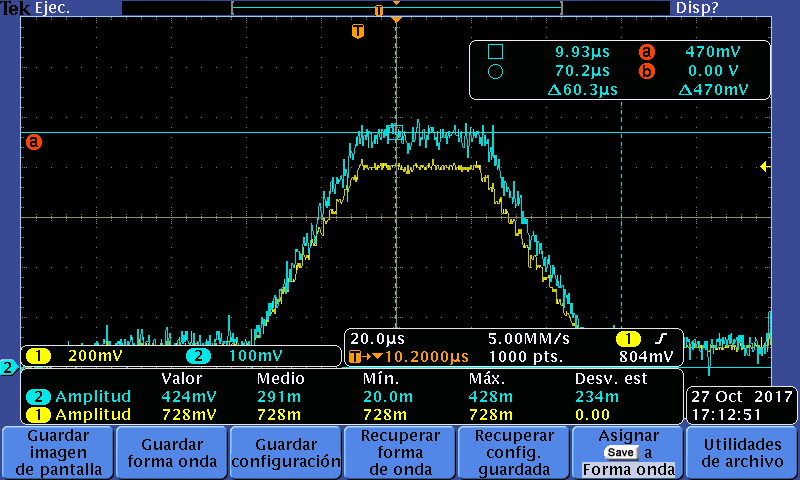 Tek Ejec. Disp?
T
T
9.93µs a 470mV
70.2µs b 0.00 V
Δ60.3µs Δ470mV
a
2
1 200mV 2 100mV
20.0µs 5.00MM/s 1
T→▼10.2000µs 1000 pts. 804mV
Valor Medio Mín. Máx. Desv. est
2 Amplitud 424mV 291m 20.0m 428m 234m
1 Amplitud 728mV 728m 728m 728m 0.00
27 Oct 2017
17:12:51
Guardar
imagen
de pantalla
Guardar
forma onda
Guardar
configuración
Recuperar
forma
de onda
Recuperar
config.
guardada
Asignar
Save a
Forma onda
Utilidades
de archivo